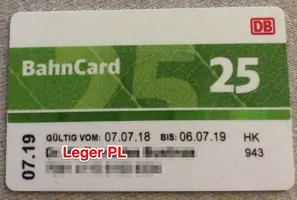 DB
BahnCard 25
07.19
GÜLTIG VOM: 07.07.18 BIS: 06.07.19 HK
Leger PL
943